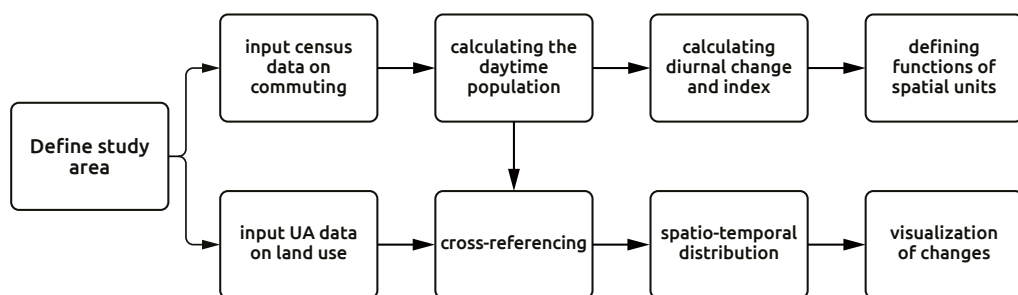 Define study
area
input census
data on
commuting
calculating the
daytime
population
calculating
diurnal change
and index
defining
functions of
spatial units
input UA data
on land use
cross-referencing
spatio-temporal
distribution
visualization
of changes